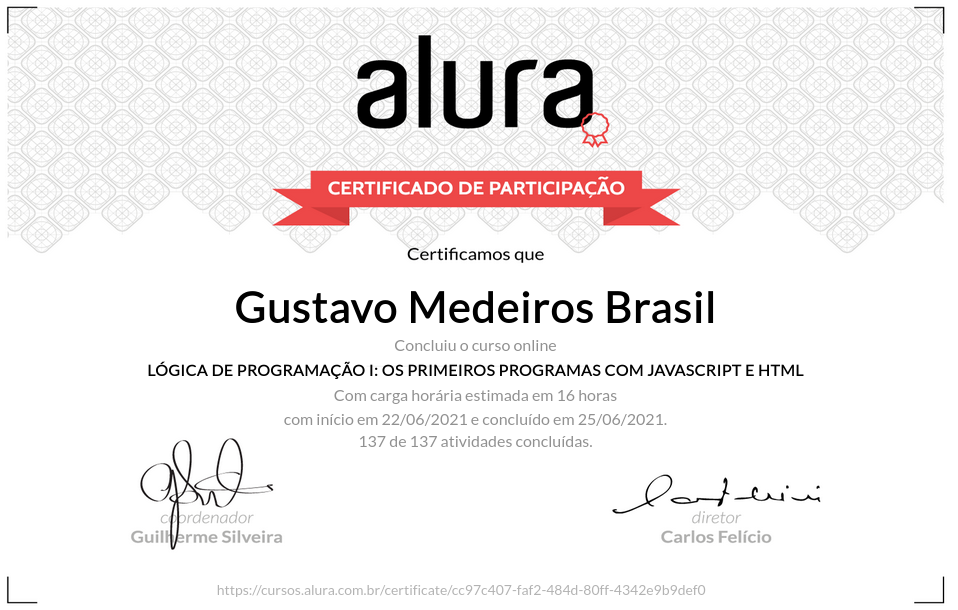 alura
CERTIFICADO DE PARTICIPAÇÃO
Certificamos que
Gustavo Medeiros Brasil
Concluiu o curso online
LÓGICA DE PROGRAMAÇÃO I: OS PRIMEIROS PROGRAMAS COM JAVASCRIPT E HTML
Com carga horária estimada em 16 horas
com início em 22/06/2021 e concluído em 25/06/2021.
137 de 137 atividades concluídas.
coordenador
Guilherme Silveira
diretor
Carlos Felício
https://cursos.alura.com.br/certificate/cc97c407-faf2-484d-80ff-4342e9b9def0